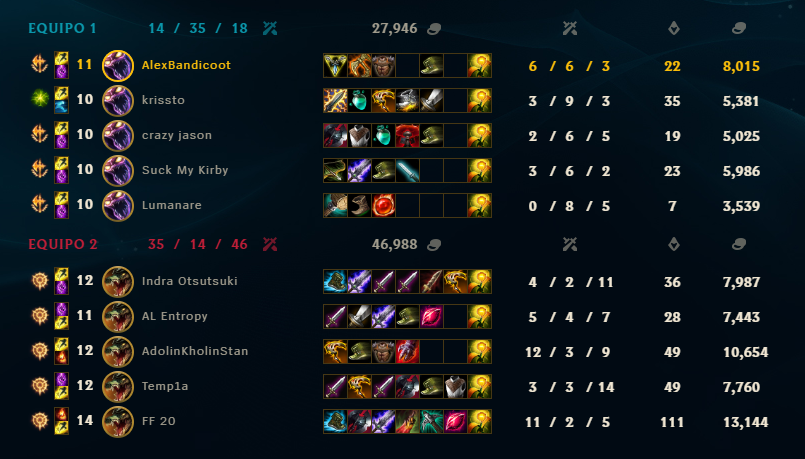 EQUIPO 1 14 / 35 / 18 27,946
11 AlexBandicoot 6 / 6 / 3 22 8,015
10 krissto 3 / 9 / 3 35 5,381
10 crazy jason 2 / 6 / 5 19 5,025
10 Suck My Kirby 3 / 6 / 2 23 5,986
10 Lumanare 0 / 8 / 5 7 3,539
EQUIPO 2 35 / 14 / 46 46,988
12 Indra Otsutsuki 4 / 2 / 11 36 7,987
11 AL Entropy 5 / 4 / 7 28 7,443
12 AdolinKholinStan 12 / 3 / 9 49 10,654
12 Temp1a 3 / 3 / 14 49 7,760
14 FF 20 11 / 2 / 5 111 13,144